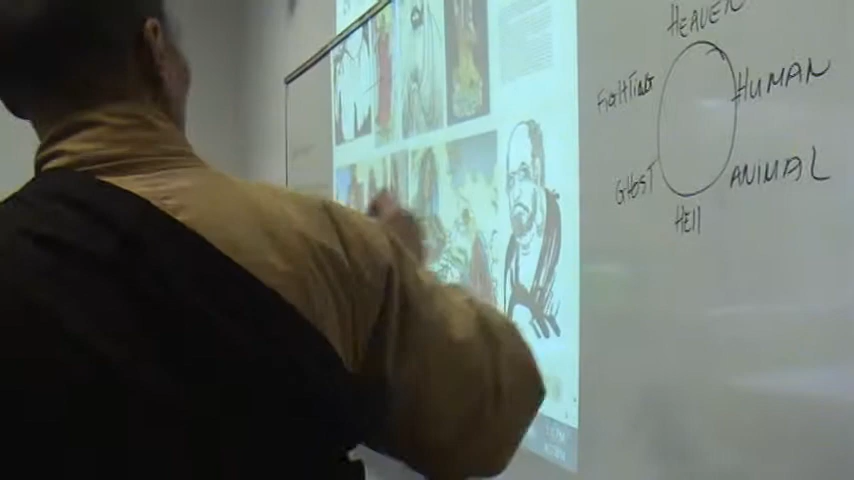 HEAVEN
FIGHTING
HUMAN
GHOST
ANIMAL
HEll